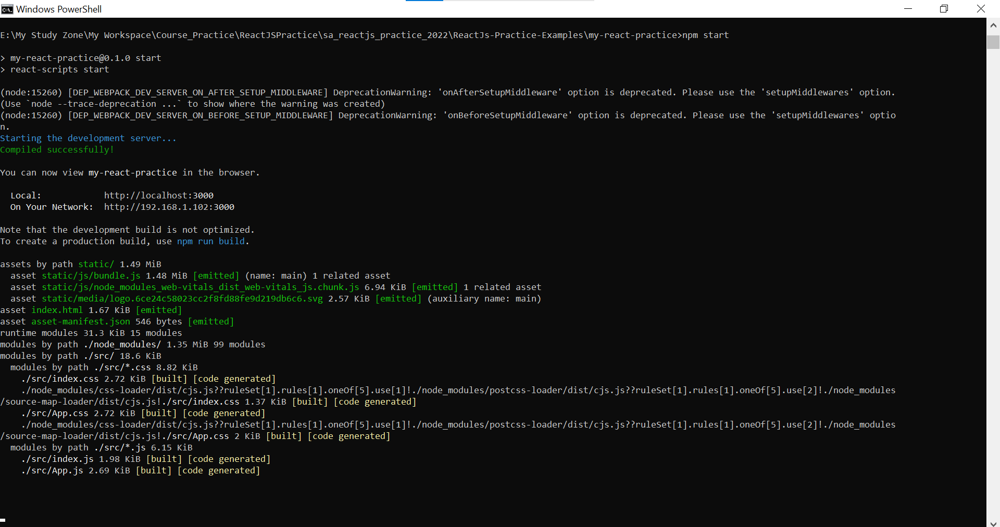 Windows PowerShell
E:\My Study Zone\My Workspace\Course_Practice\ReactJSPractice\sa_reactjs_practice_2022\ReactJs-Practice-Examples\my-react-practice>npm start
> my-react-practice@0.1.0 start
> react-scripts start
(node:15260) [DEP_WEBPACK_DEV_SERVER_ON_AFTER_SETUP_MIDDLEWARE] DeprecationWarning: 'onAfterSetupMiddleware' option is deprecated. Please use the 'setupMiddlewares' option.
(Use `node --trace-deprecation ...` to show where the warning was created)
(node:15260) [DEP_WEBPACK_DEV_SERVER_ON_BEFORE_SETUP_MIDDLEWARE] DeprecationWarning: 'onBeforeSetupMiddleware' option is deprecated. Please use the 'setupMiddlewares' optio
n.
Starting the development server...
Compiled successfully!
You can now view my-react-practice in the browser.
Local: http://localhost:3000
On Your Network: http://192.168.1.102:3000
Note that the development build is not optimized.
To create a production build, use npm run build.
assets by path static/ 1.49 MiB
asset static/js/bundle.js 1.48 MiB [emitted] (name: main) 1 related asset
asset static/js/node_modules_web-vitals_dist_web-vitals_js.chunk.js 6.94 KiB [emitted] 1 related asset
asset static/media/logo.6ce24c58023cc2f8fd88fe9d219db6c6.svg 2.57 KiB [emitted] (auxiliary name: main)
asset index.html 1.67 KiB [emitted]
asset asset-manifest.json 546 bytes [emitted]
runtime modules 31.3 KiB 15 modules
modules by path ./node_modules/ 1.35 MiB 99 modules
modules by path ./src/ 18.6 KiB
modules by path ./src/*.css 8.82 KiB
./src/index.css 2.72 KiB [built] [code generated]
./node_modules/css-loader/dist/cjs.js??ruleSet[1].rules[1].oneOf[5].use[1]!./node_modules/postcss-loader/dist/cjs.js??ruleSet[1].rules[1].oneOf[5].use[2]!./node_modules
/source-map-loader/dist/cjs.js!./src/index.css 1.37 KiB [built] [code generated]
./src/App.css 2.72 KiB [built] [code generated]
./node_modules/css-loader/dist/cjs.js??ruleSet[1].rules[1].oneOf[5].use[1]!./node_modules/postcss-loader/dist/cjs.js??ruleSet[1].rules[1].oneOf[5].use[2]!./node_modules
/source-map-loader/dist/cjs.js!./src/App.css 2 KiB [built] [code generated]
modules by path ./src/*.js 6.15 KiB
./src/index.js 1.98 KiB [built] [code generated]
./src/App.js 2.69 KiB [built] [code generated]